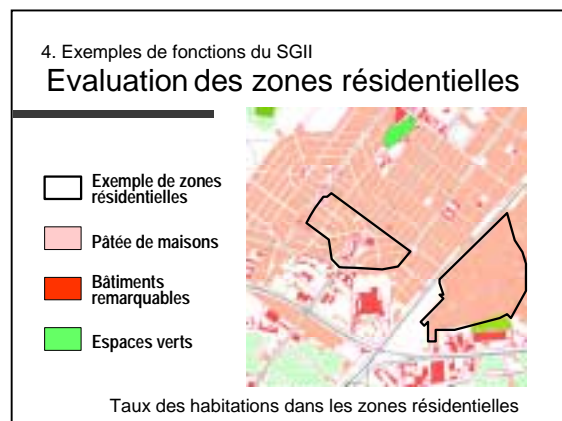 4. Exemples de fonctions du SGII
Evaluation des zones résidentielles
Exemple de zones
résidentielles
Pâtée de maisons
Bâtiments
remarquables
Espaces verts
Taux des habitations dans les zones résidentielles